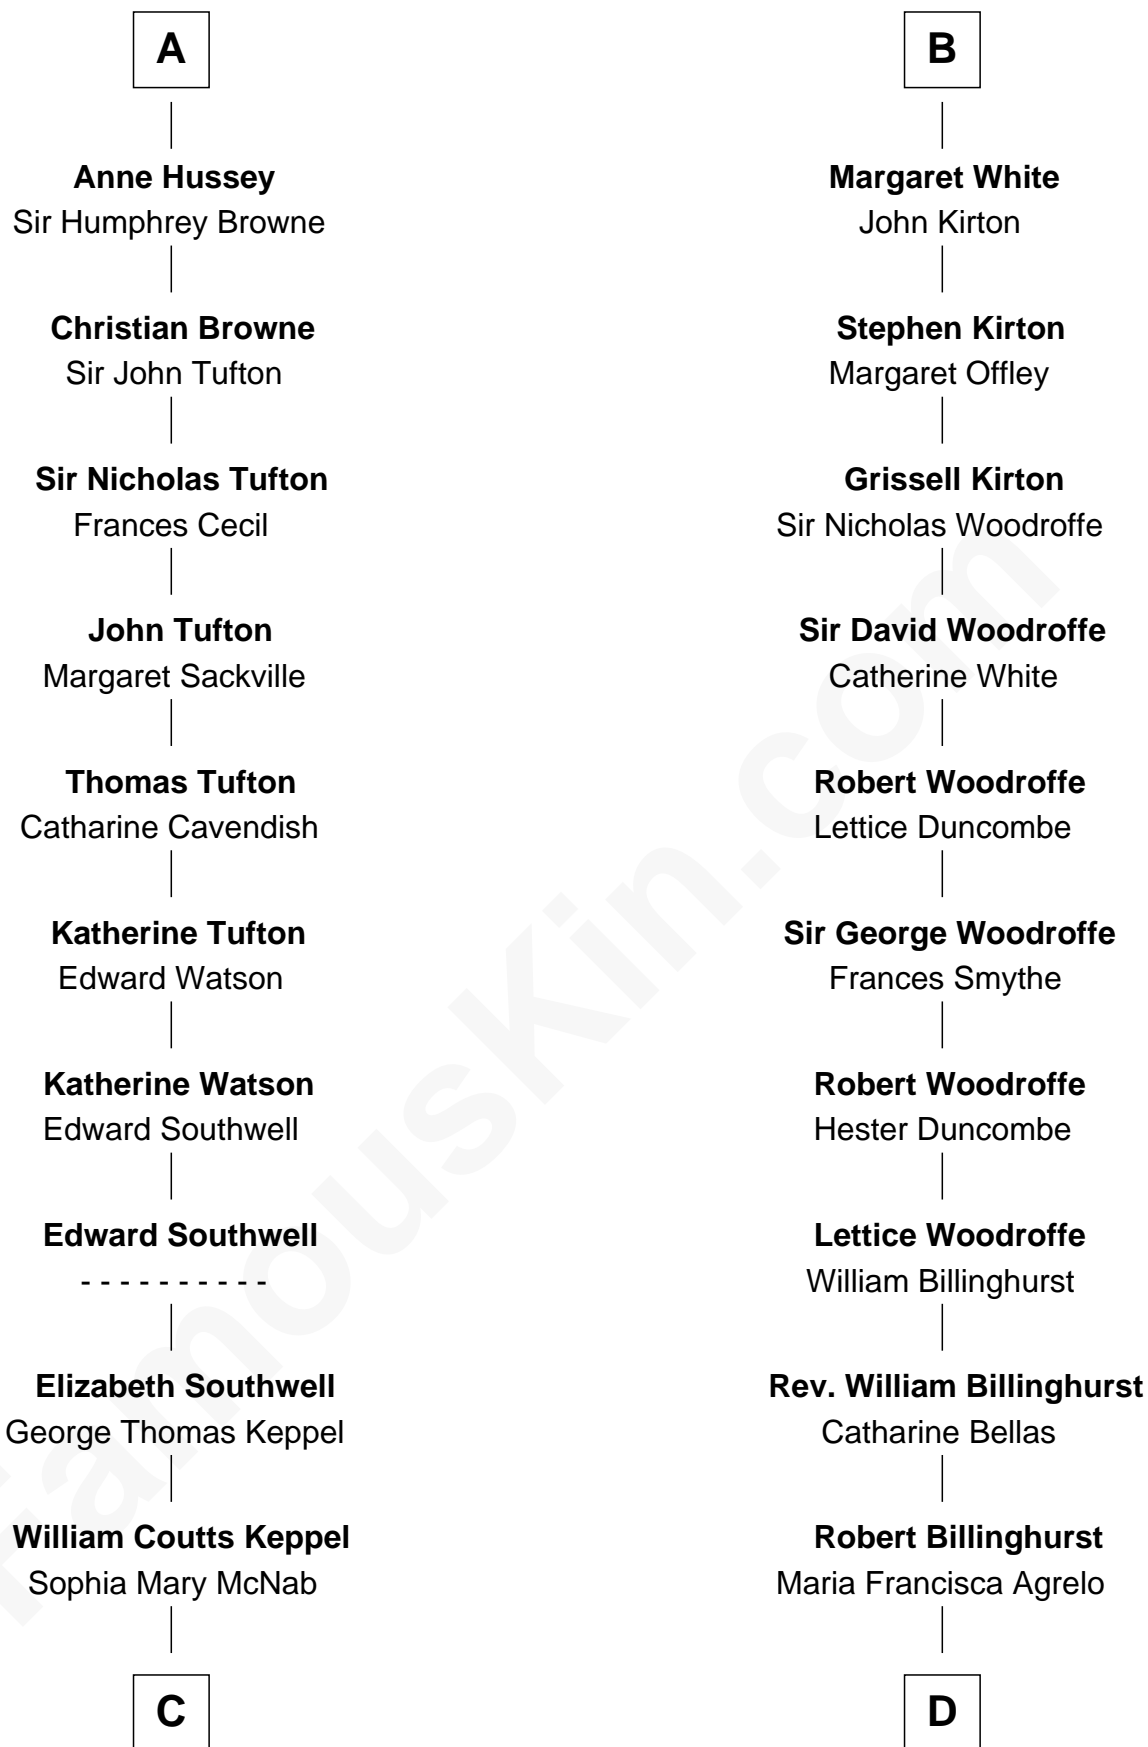 A
Anne Hussey
Sir Humphrey Browne
Christian Browne
Sir John Tufton
Sir Nicholas Tufton
Frances Cecil
John Tufton
Margaret Sackville
Thomas Tufton
Catharine Cavendish
Katherine Tufton
Edward Watson
Katherine Watson
Edward Southwell
Edward Southwell
- - - - - - - - - -
Elizabeth Southwell
George Thomas Keppel
William Coutts Keppel
Sophia Mary McNab
C
B
Margaret White
John Kirton
Stephen Kirton
Margaret Offley
Grissell Kirton
Sir Nicholas Woodroffe
Sir David Woodroffe
Catherine White
Robert Woodroffe
Lettice Duncombe
Sir George Woodroffe
Frances Smythe
Robert Woodroffe
Hester Duncombe
Lettice Woodroffe
William Billinghurst
Rev. William Billinghurst
Catharine Bellas
Robert Billinghurst
Maria Francisca Agrelo
D
FamousKin.com